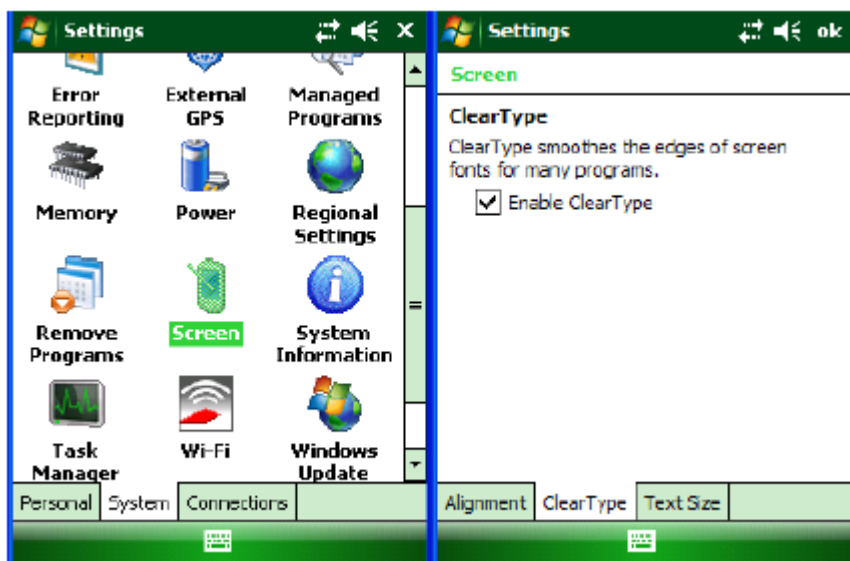 Settings
Error Reporting
External GPS
Managed Programs
Memory
Power
Regional Settings
Remove Programs
Screen
System Information
Task Manager
Wi-Fi
Windows Update
Personal System Connections
Settings ok
Screen
ClearType
ClearType smoothes the edges of screen
fonts for many programs.
Enable ClearType
Alignment ClearType Text Size